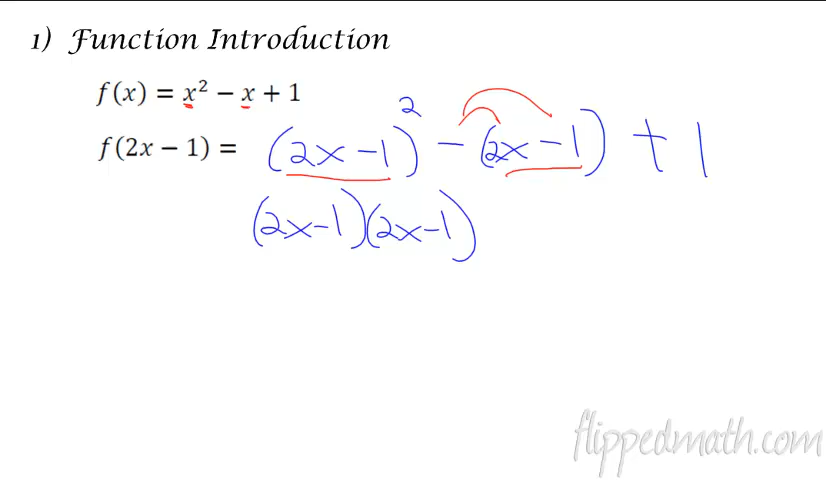 1) Function Introduction
f(x) = x² − x + 1
f(2x − 1) = (2x − 1)² − (2x − 1) + 1
(2x − 1)(2x − 1)
flippedmath.com